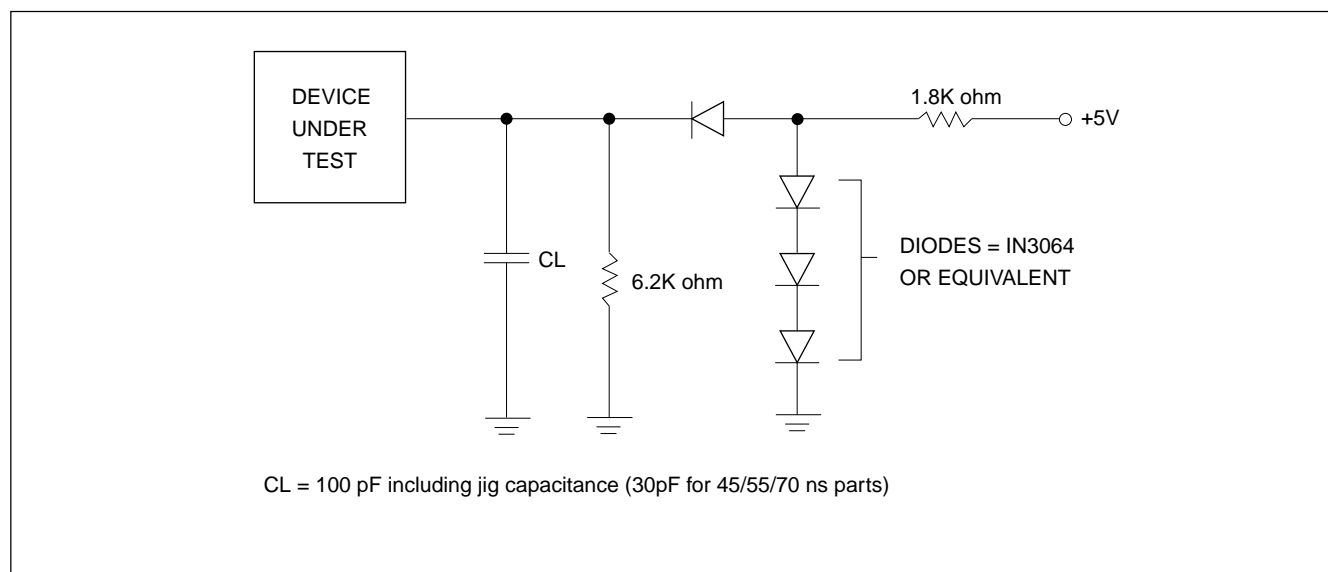 DEVICE
UNDER
TEST
1.8K ohm
+5V
CL
6.2K ohm
DIODES = IN3064
OR EQUIVALENT
CL = 100 pF including jig capacitance (30pF for 45/55/70 ns parts)